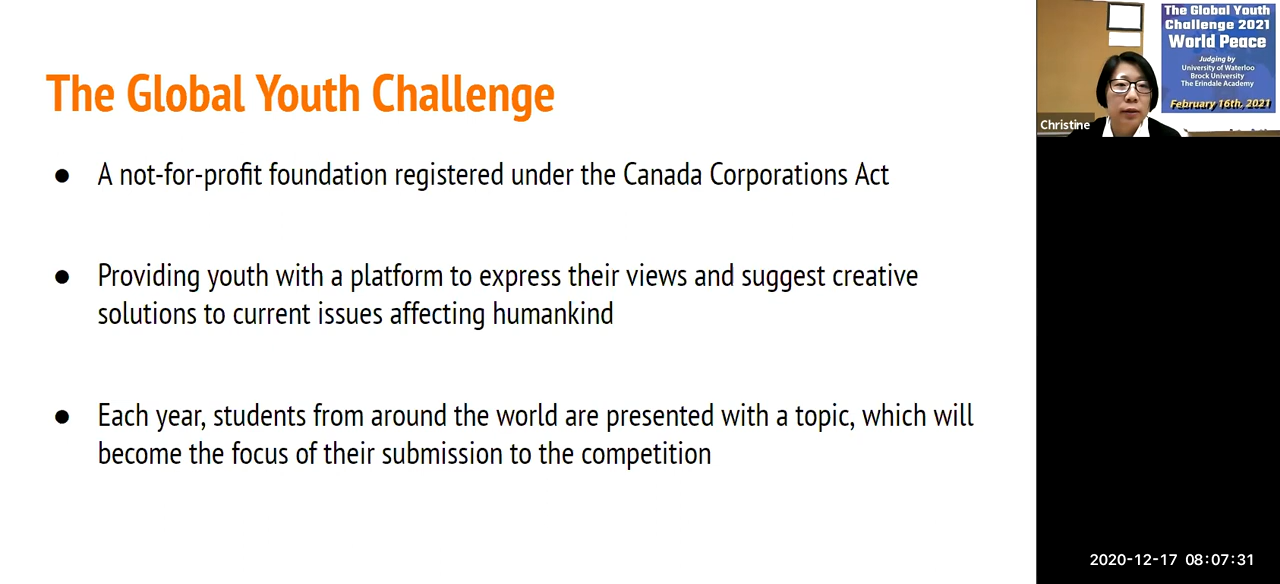 The Global Youth Challenge
● A not-for-profit foundation registered under the Canada Corporations Act
● Providing youth with a platform to express their views and suggest creative
solutions to current issues affecting humankind
● Each year, students from around the world are presented with a topic, which will
become the focus of their submission to the competition
The Global Youth
Challenge 2021
World Peace
Judging by
University of Waterloo
Brock University
The Erindale Academy
February 16th, 2021
Christine
2020-12-17 08:07:31